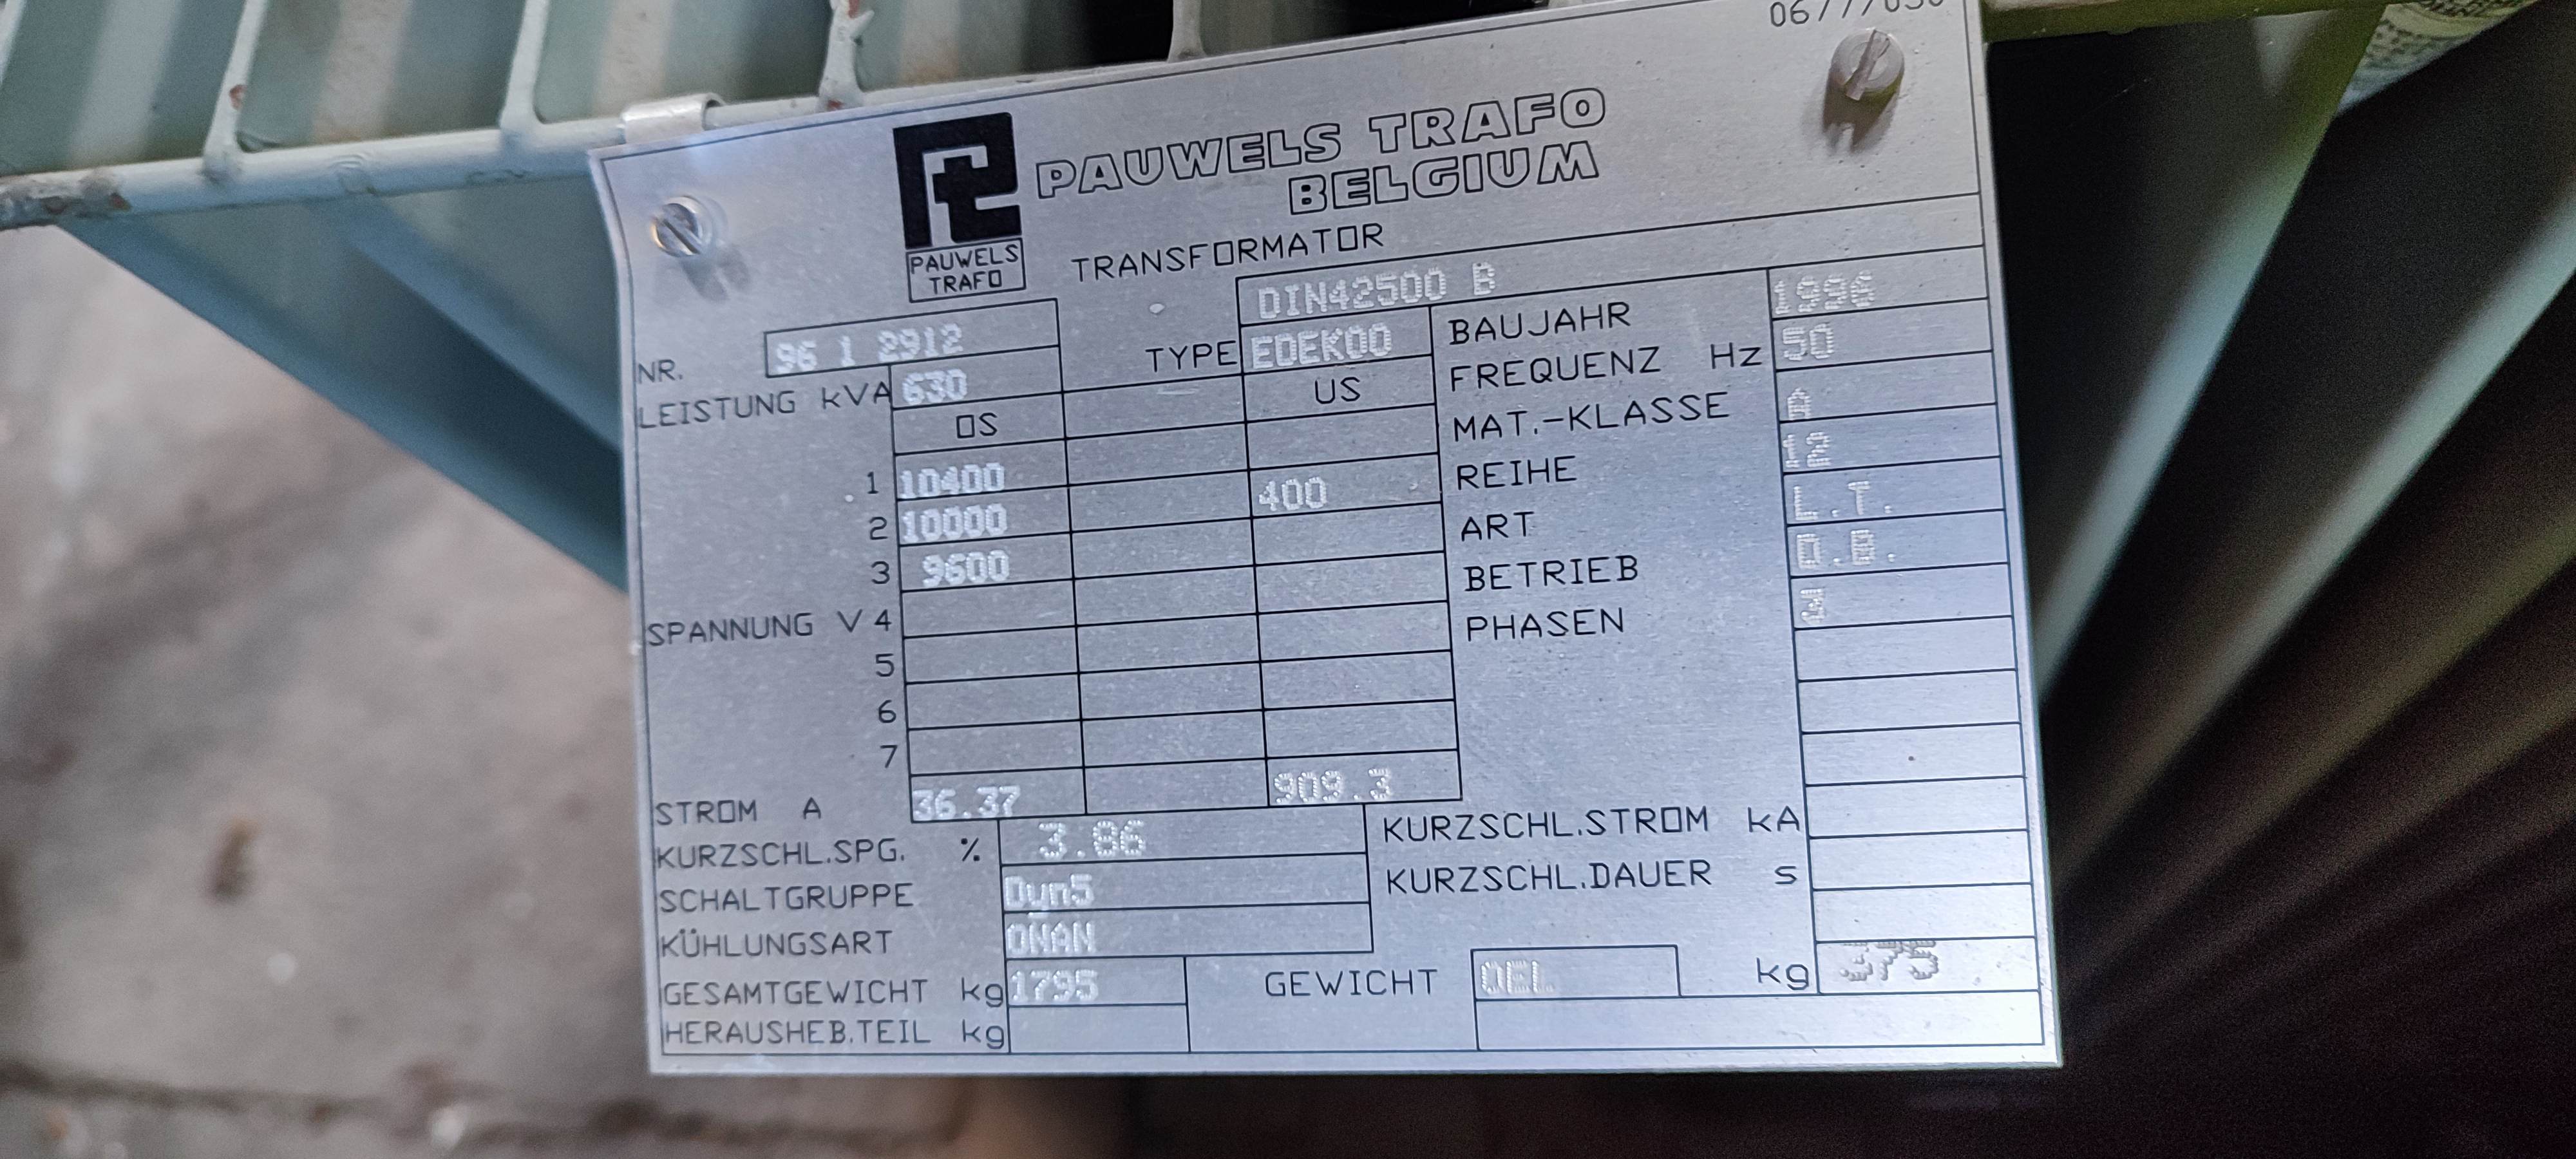 PAUWELS TRAFO
BELGIUM
PAUWELS
TRAFO
TRANSFORMATOR
DIN42500 B
NR. 96 1 2912
TYPE EDEK00
BAUJAHR 1996
LEISTUNG kVA 630
FREQUENZ Hz 50
OS US
MAT.-KLASSE A
1 10400
REIHE 12
2 10000 400
ART L.T.
3 9600
BETRIEB D.B.
SPANNUNG V 4
PHASEN 3
5
6
7
STROM A 36.37 909.3
KURZSCHL.SPG. % 3.86
KURZSCHL.STROM kA
SCHALTGRUPPE Dyn5
KURZSCHL.DAUER s
KÜHLUNGSART ONAN
GESAMTGEWICHT kg 1795
GEWICHT OEL kg 375
HERAUSHEB.TEIL kg